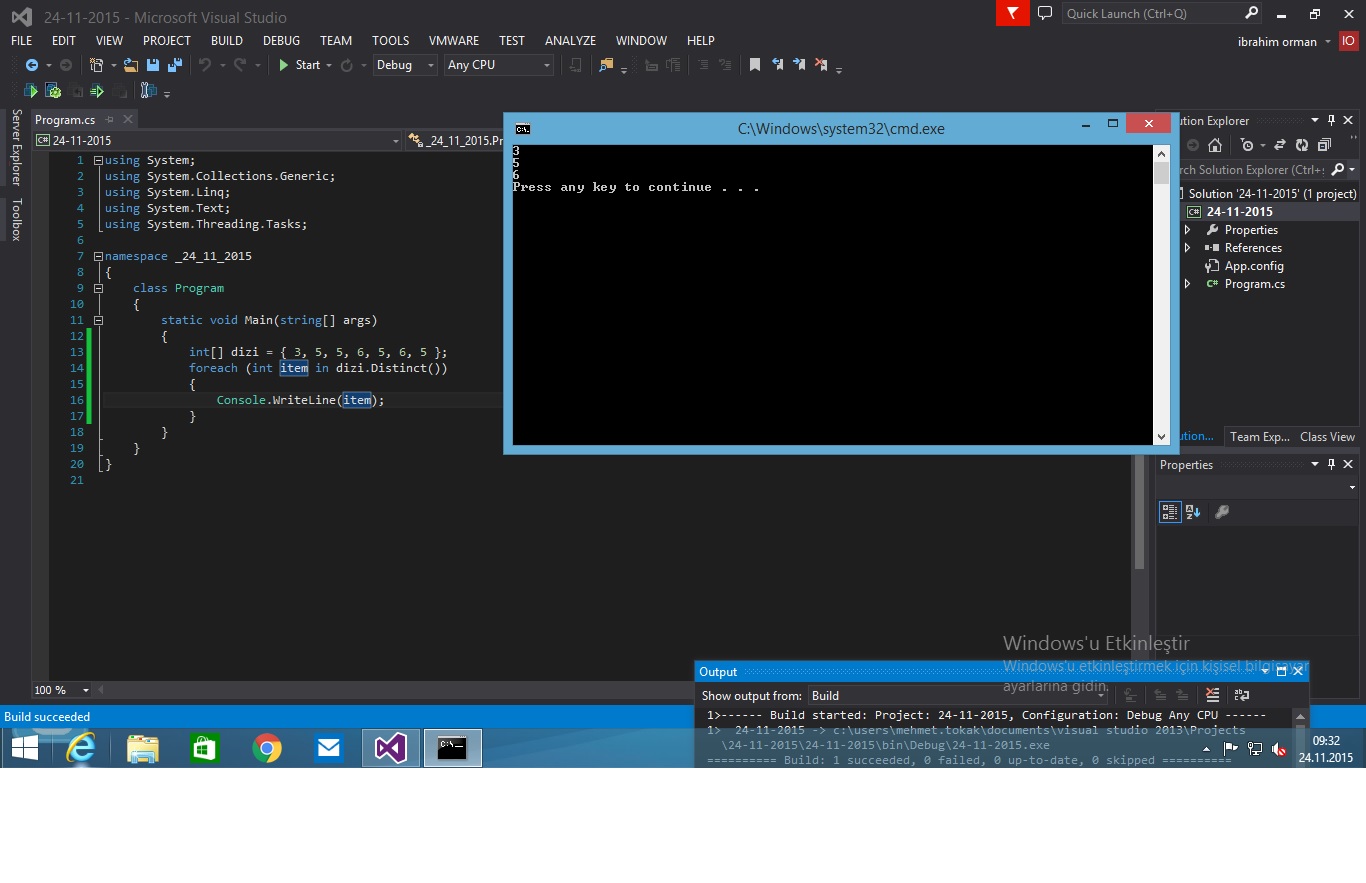 24-11-2015 - Microsoft Visual Studio
Quick Launch (Ctrl+Q)
FILE EDIT VIEW PROJECT BUILD DEBUG TEAM TOOLS VMWARE TEST ANALYZE WINDOW HELP
ibrahim orman IO
Start Debug Any CPU
Server Explorer
Toolbox
Program.cs
C# 24-11-2015
_24_11_2015.Pr
1 using System;
2 using System.Collections.Generic;
3 using System.Linq;
4 using System.Text;
5 using System.Threading.Tasks;
6
7 namespace _24_11_2015
8 {
9 class Program
10 {
11 static void Main(string[] args)
12 {
13 int[] dizi = { 3, 5, 5, 6, 5, 6, 5 };
14 foreach (int item in dizi.Distinct())
15 {
16 Console.WriteLine(item);
17 }
18 }
19 }
20 }
21
C:\Windows\system32\cmd.exe
3
5
6
Press any key to continue . . .
ution Explorer
rch Solution Explorer (Ctrl+;
Solution '24-11-2015' (1 project)
C# 24-11-2015
Properties
References
App.config
C# Program.cs
ution... Team Exp... Class View
Properties
Windows'u Etkinleştir
Windows'u etkinleştirmek için kişisel bilgisayar
ayarlarına gidin.
100 %
Output
Show output from: Build
1>------ Build started: Project: 24-11-2015, Configuration: Debug Any CPU ------
1> 24-11-2015 -> c:\users\mehmet.tokak\documents\visual studio 2013\Projects
\24-11-2015\24-11-2015\bin\Debug\24-11-2015.exe
========== Build: 1 succeeded, 0 failed, 0 up-to-date, 0 skipped ==========
Build succeeded
09:32
24.11.2015